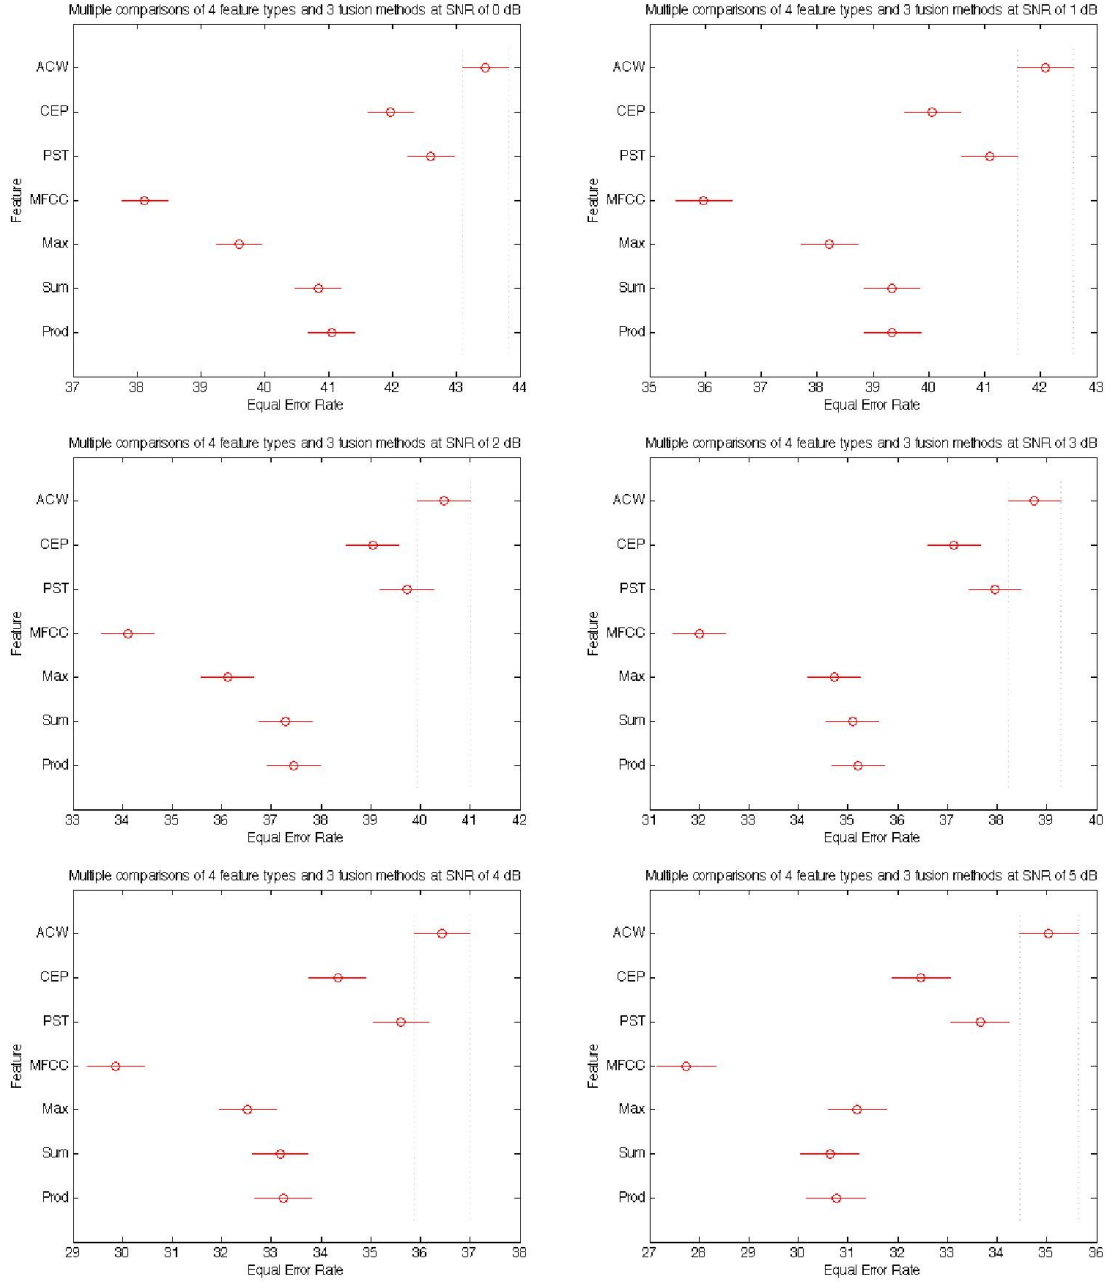 Multiple comparisons of 4 feature types and 3 fusion methods at SNR of 0 dB
ACW
CEP
PST
MFCC
Max
Sum
Prod
Feature
37 38 39 40 41 42 43 44
Equal Error Rate
Multiple comparisons of 4 feature types and 3 fusion methods at SNR of 1 dB
ACW
CEP
PST
MFCC
Max
Sum
Prod
Feature
35 36 37 38 39 40 41 42 43
Equal Error Rate
Multiple comparisons of 4 feature types and 3 fusion methods at SNR of 2 dB
ACW
CEP
PST
MFCC
Max
Sum
Prod
Feature
33 34 35 36 37 38 39 40 41 42
Equal Error Rate
Multiple comparisons of 4 feature types and 3 fusion methods at SNR of 3 dB
ACW
CEP
PST
MFCC
Max
Sum
Prod
Feature
31 32 33 34 35 36 37 38 39 40
Equal Error Rate
Multiple comparisons of 4 feature types and 3 fusion methods at SNR of 4 dB
ACW
CEP
PST
MFCC
Max
Sum
Prod
Feature
29 30 31 32 33 34 35 36 37 38
Equal Error Rate
Multiple comparisons of 4 feature types and 3 fusion methods at SNR of 5 dB
ACW
CEP
PST
MFCC
Max
Sum
Prod
Feature
27 28 29 30 31 32 33 34 35 36
Equal Error Rate